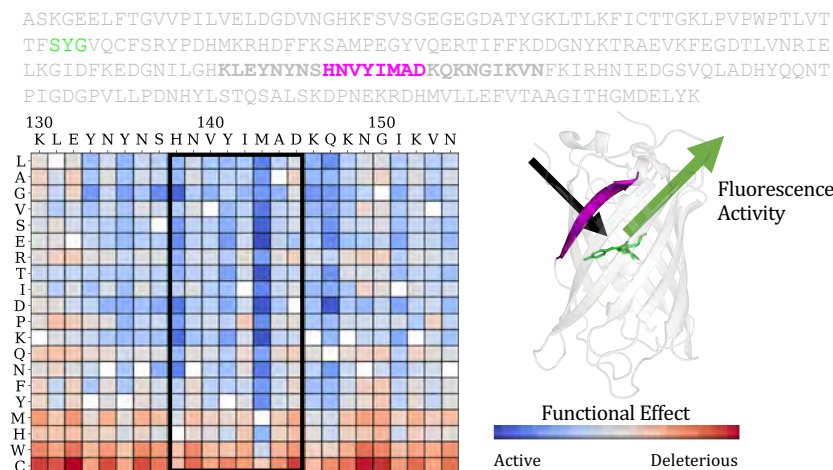 ASKGEELFTGVVPILVELDGDVNGHKFSVSGEGEGDATYGKLTLKFICTTGKLPVPWPTLVT
TFSYGVQCFSRYPDHMKRHDFFKSAMPEGYVQERTIFFKDDGNYKTRAEVKFEGDTLVNRIE
LKGIDFKEDGNILGHKLEYNYNSHNVYIMADKQKNGIKVNFKIRHNIEDGSVQLADHYQQNT
PIGDGPVLLPDNHYLSTQSALSKDPNEKRDHMVLLEFVTAAGITHGMDELYK
130 140 150
K L E Y N Y N S H N V Y I M A D K Q K N G I K V N
L
A
G
V
S
E
R
T
I
D
P
K
Q
N
F
Y
M
H
W
C
Fluorescence
Activity
Functional Effect
Active Deleterious